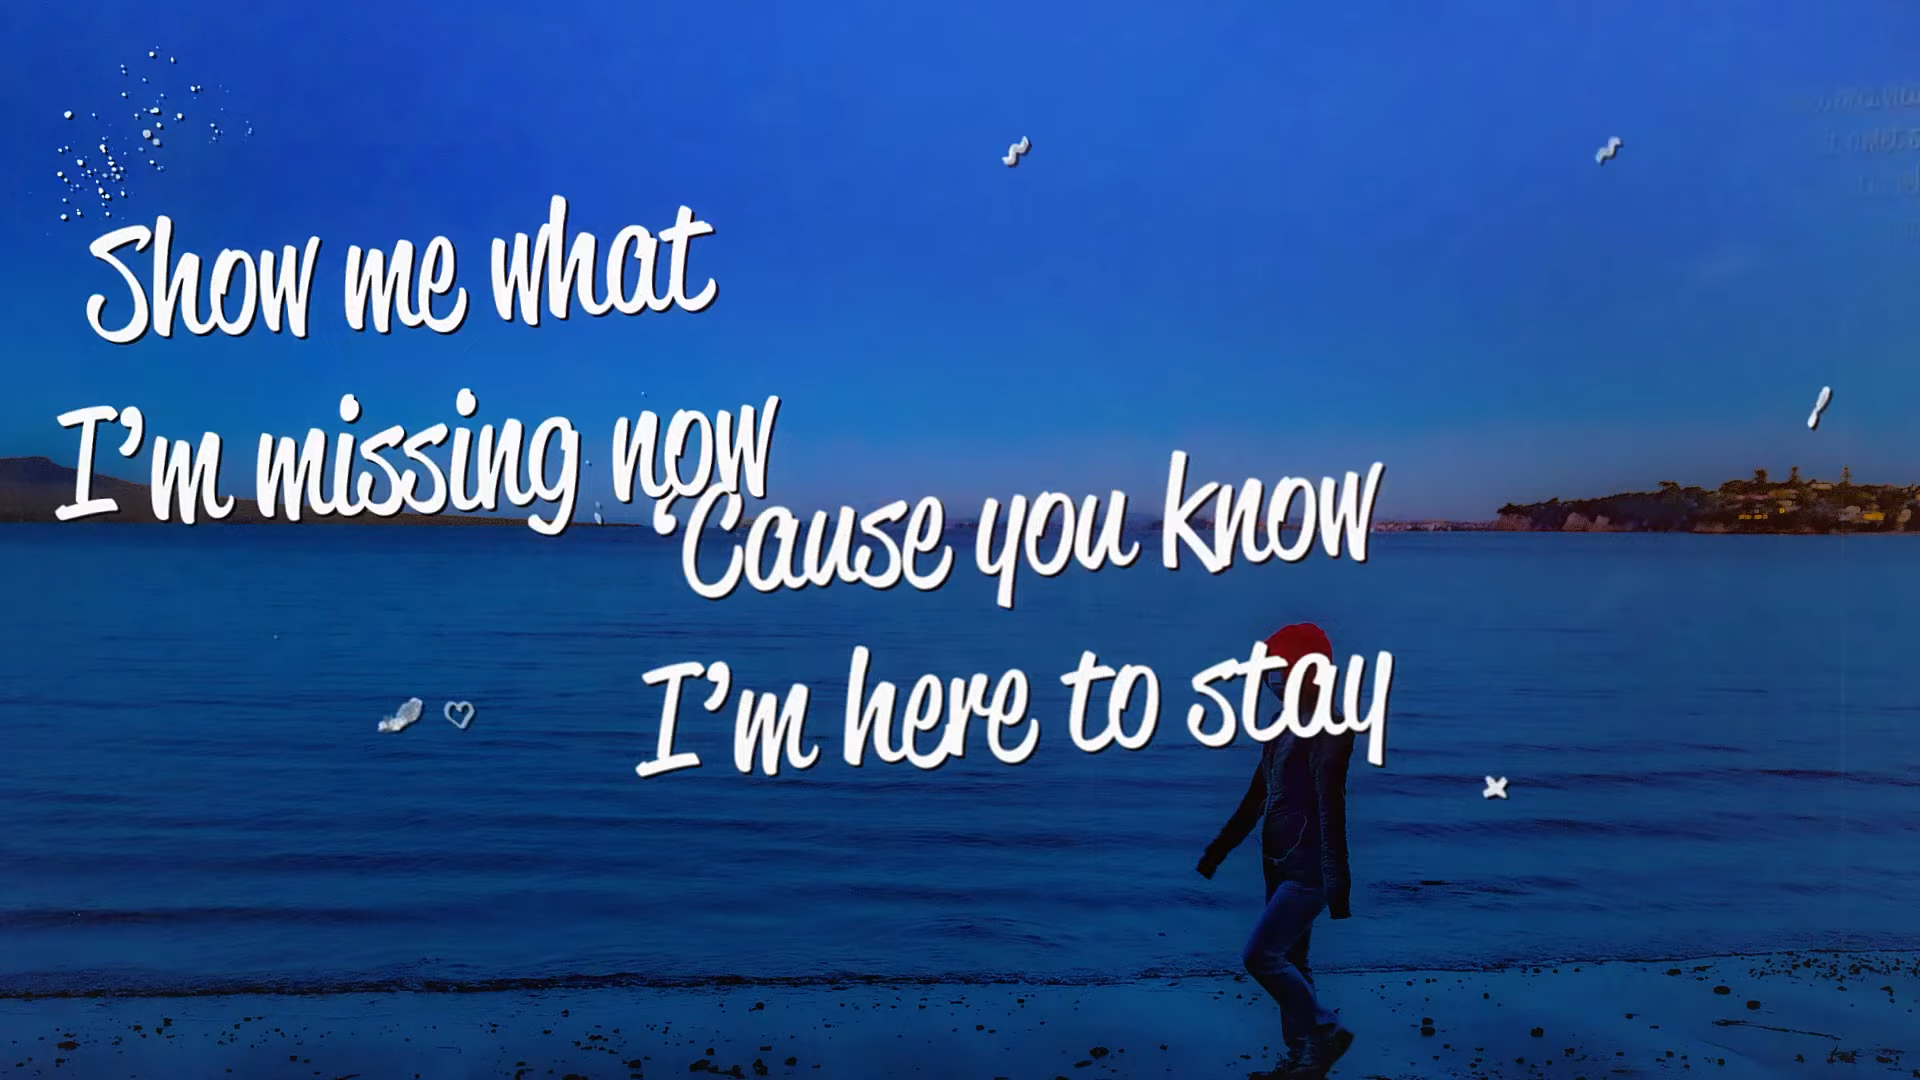 Show me what
I’m missing now
‘Cause you know
I’m here to stay